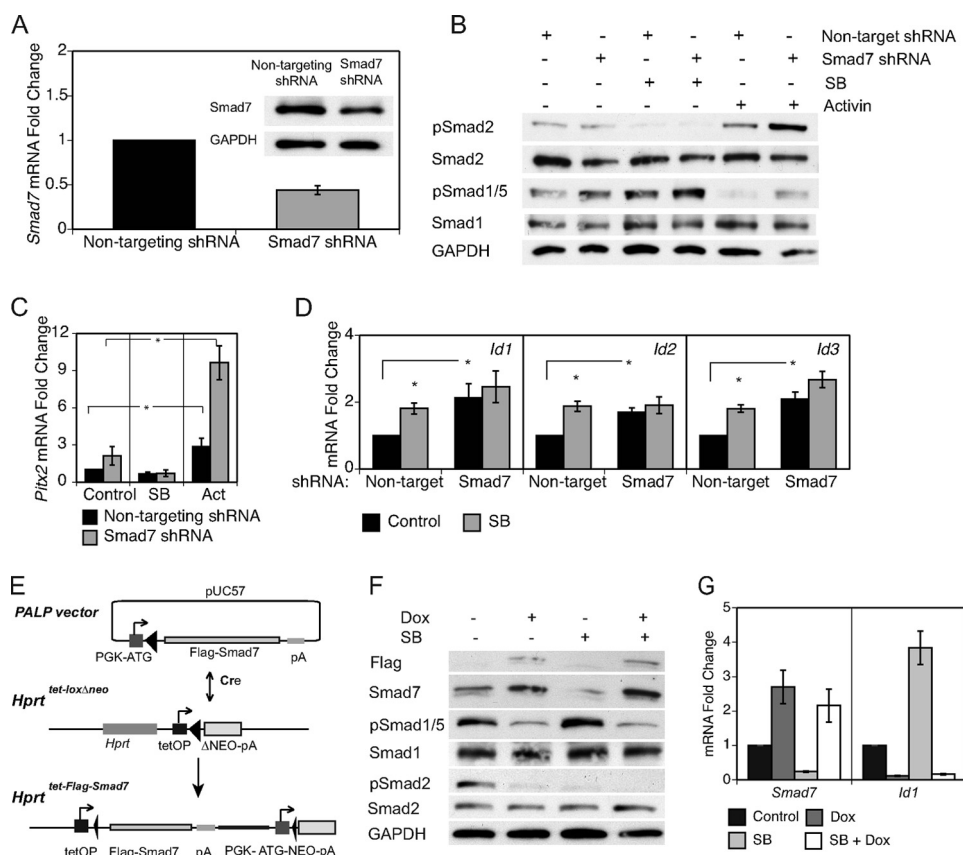 A
Smad7 mRNA Fold Change
2
1.5
1
0.5
0
Non-targeting shRNA
Smad7 shRNA
Smad7
GAPDH
Non-targeting shRNA
Smad7 shRNA
B
+ - + - + - Non-target shRNA
- + - + - + Smad7 shRNA
- - + + - - SB
- - - - + + Activin
pSmad2
Smad2
pSmad1/5
Smad1
GAPDH
C
Pitx2 mRNA Fold Change
12
9
6
3
0
* *
Control SB Act
Non-targeting shRNA
Smad7 shRNA
D
mRNA Fold Change
4
2
0
Id1 Id2 Id3
* * * * * *
shRNA: Non-target Smad7 Non-target Smad7 Non-target Smad7
Control SB
E
pUC57
PALP vector
PGK-ATG Flag-Smad7 pA
Cre
Hprt tet-loxΔneo
Hprt tetOP ΔNEO-pA
Hprt tet-Flag-Smad7
tetOP Flag-Smad7 pA PGK- ATG-NEO-pA
F
Dox - + - +
SB - - + +
Flag
Smad7
pSmad1/5
Smad1
pSmad2
Smad2
GAPDH
G
mRNA Fold Change
5
4
3
2
1
0
Smad7 Id1
Control Dox
SB SB + Dox